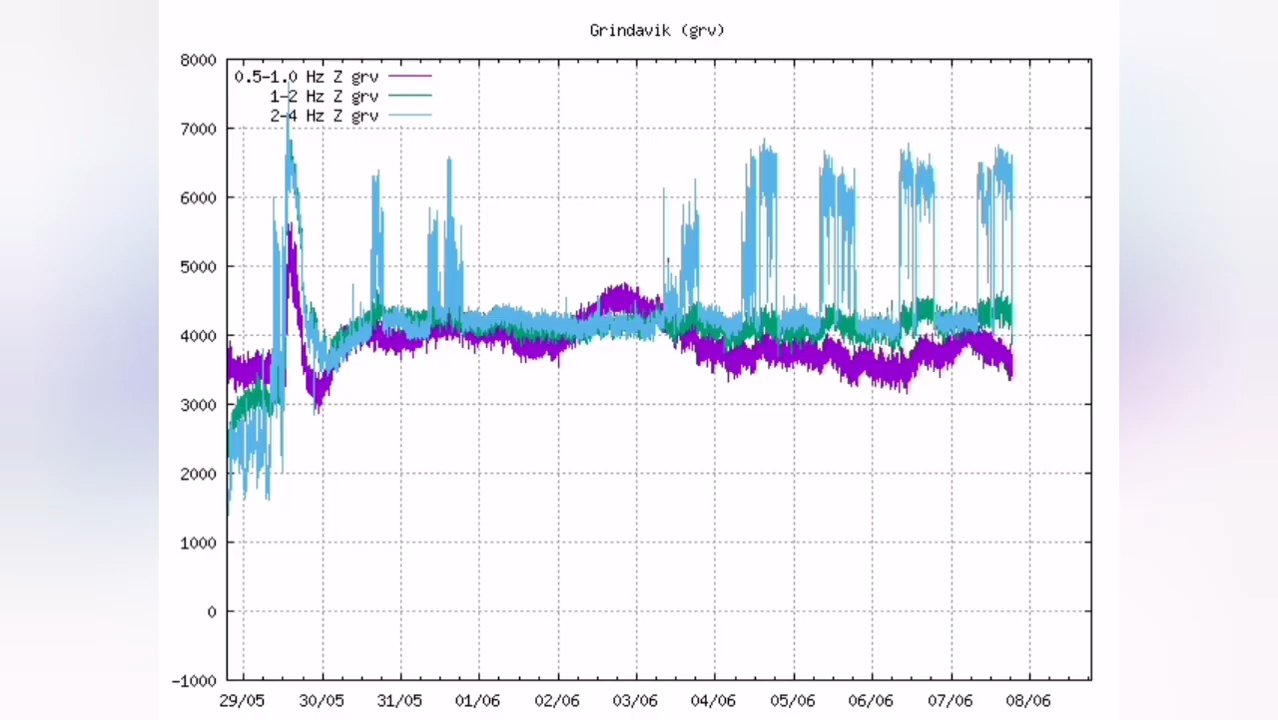 Grindavik (grv)
8000
0.5-1.0 Hz Z grv
1-2 Hz Z grv
2-4 Hz Z grv
7000
6000
5000
4000
3000
2000
1000
0
-1000
29/05 30/05 31/05 01/06 02/06 03/06 04/06 05/06 06/06 07/06 08/06